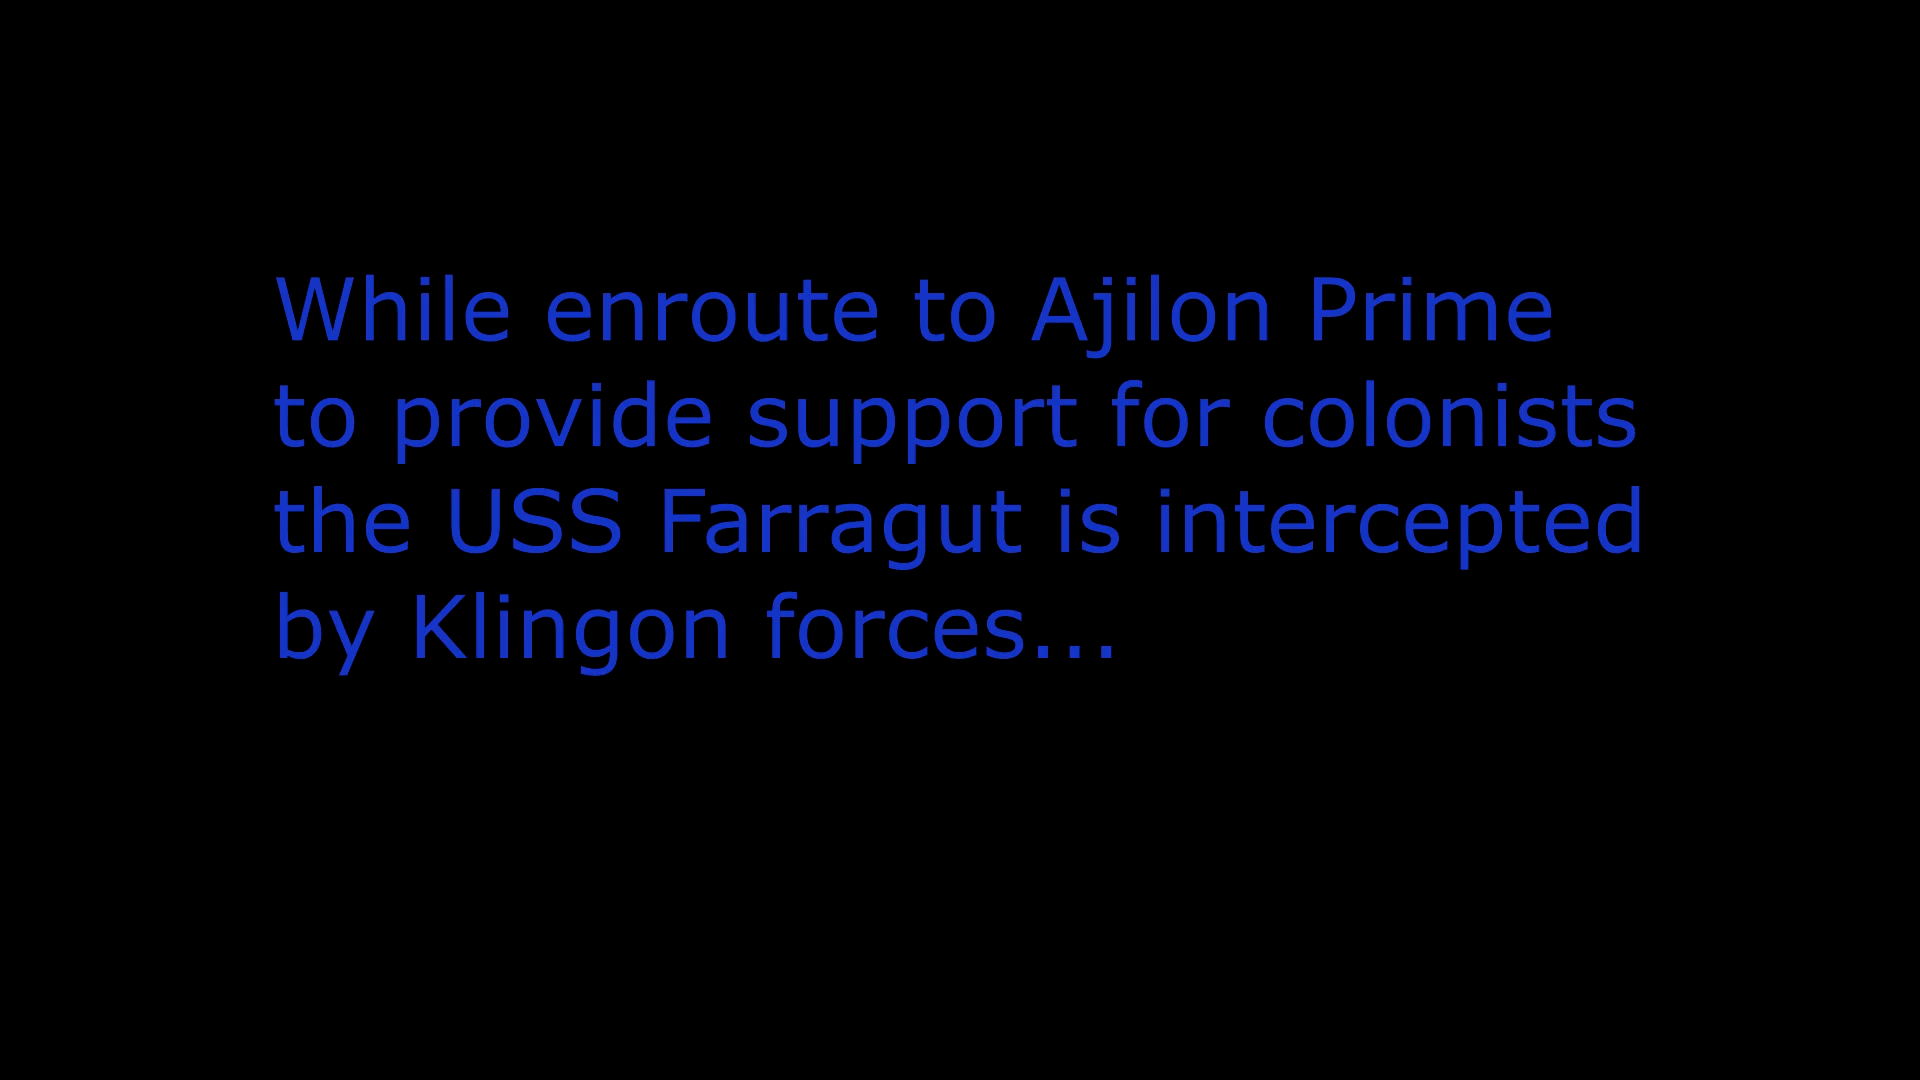 While enroute to Ajilon Prime
to provide support for colonists
the USS Farragut is intercepted
by Klingon forces...